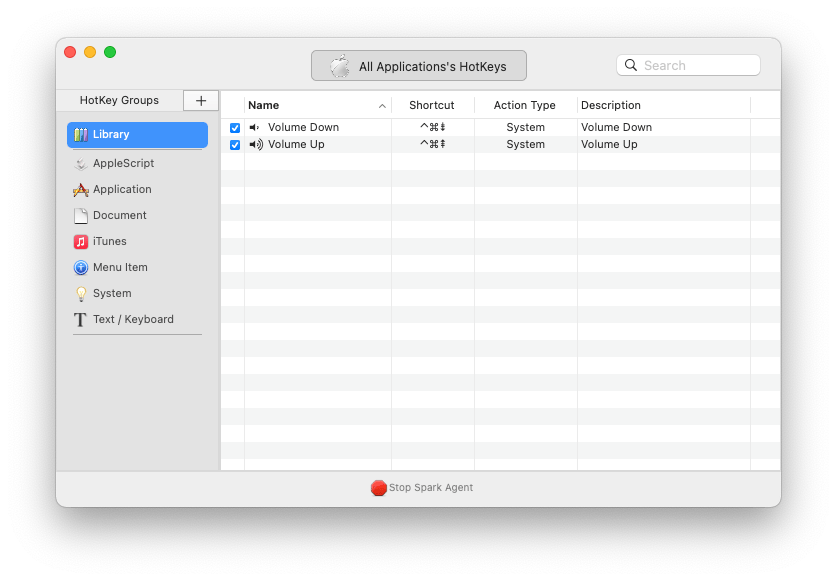 All Applications's HotKeys
Search
HotKey Groups
+
Name Shortcut Action Type Description
Library
Volume Down ^⌘⇟ System Volume Down
Volume Up ^⌘⇞ System Volume Up
AppleScript
Application
Document
iTunes
Menu Item
System
Text / Keyboard
Stop Spark Agent